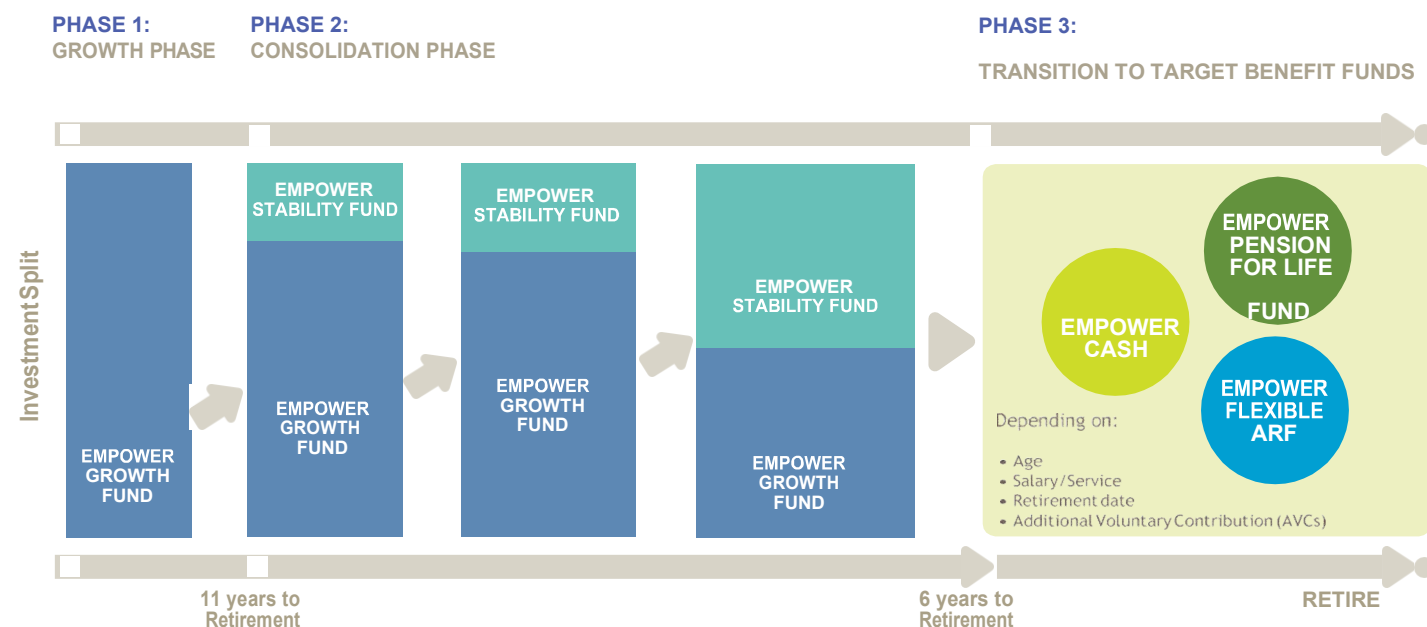 PHASE 1:
GROWTH PHASE
PHASE 2:
CONSOLIDATION PHASE
PHASE 3:
TRANSITION TO TARGET BENEFIT FUNDS
Investment Split
EMPOWER
GROWTH
FUND
EMPOWER
STABILITY FUND
EMPOWER
GROWTH
FUND
EMPOWER
STABILITY FUND
EMPOWER
GROWTH
FUND
EMPOWER
STABILITY FUND
EMPOWER
GROWTH
FUND
EMPOWER
CASH
EMPOWER
PENSION
FOR LIFE
FUND
EMPOWER
FLEXIBLE
ARF
Depending on:
• Age
• Salary/Service
• Retirement date
• Additional Voluntary Contribution (AVCs)
11 years to
Retirement
6 years to
Retirement
RETIRE